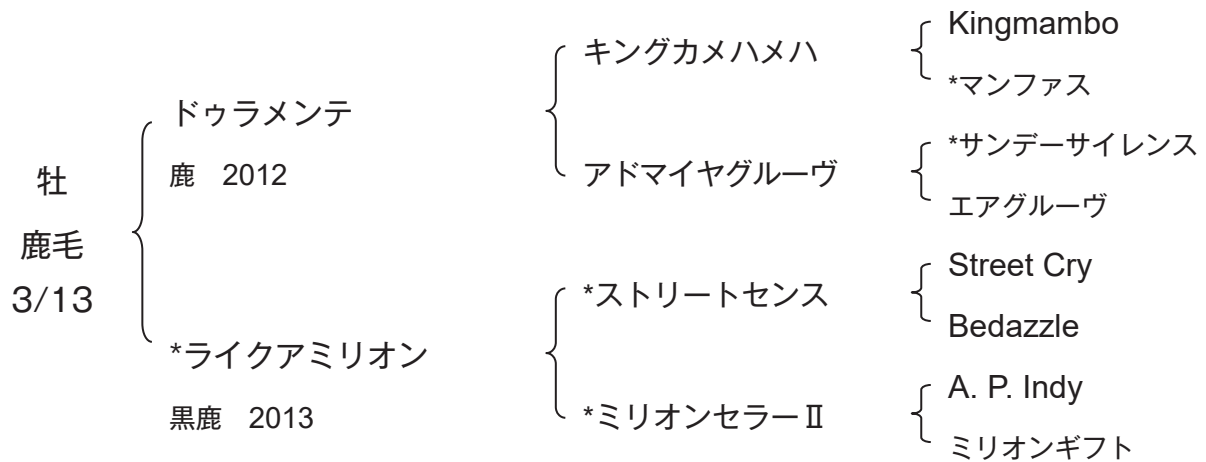 牡
鹿毛
3/13
ドゥラメンテ
鹿　2012
*ライクアミリオン
黒鹿　2013
キングカメハメハ
アドマイヤグルーヴ
*ストリートセンス
*ミリオンセラーⅡ
Kingmambo
*マンファス
*サンデーサイレンス
エアグルーヴ
Street Cry
Bedazzle
A. P. Indy
ミリオンギフト